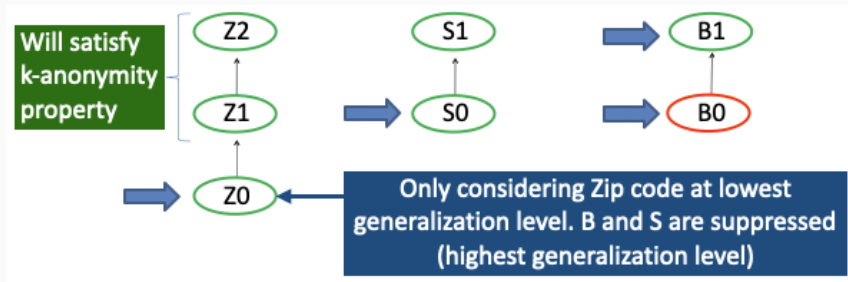 Will satisfy
k-anonymity
property
Z2
S1
B1
Z1
S0
B0
Z0
Only considering Zip code at lowest
generalization level. B and S are suppressed
(highest generalization level)